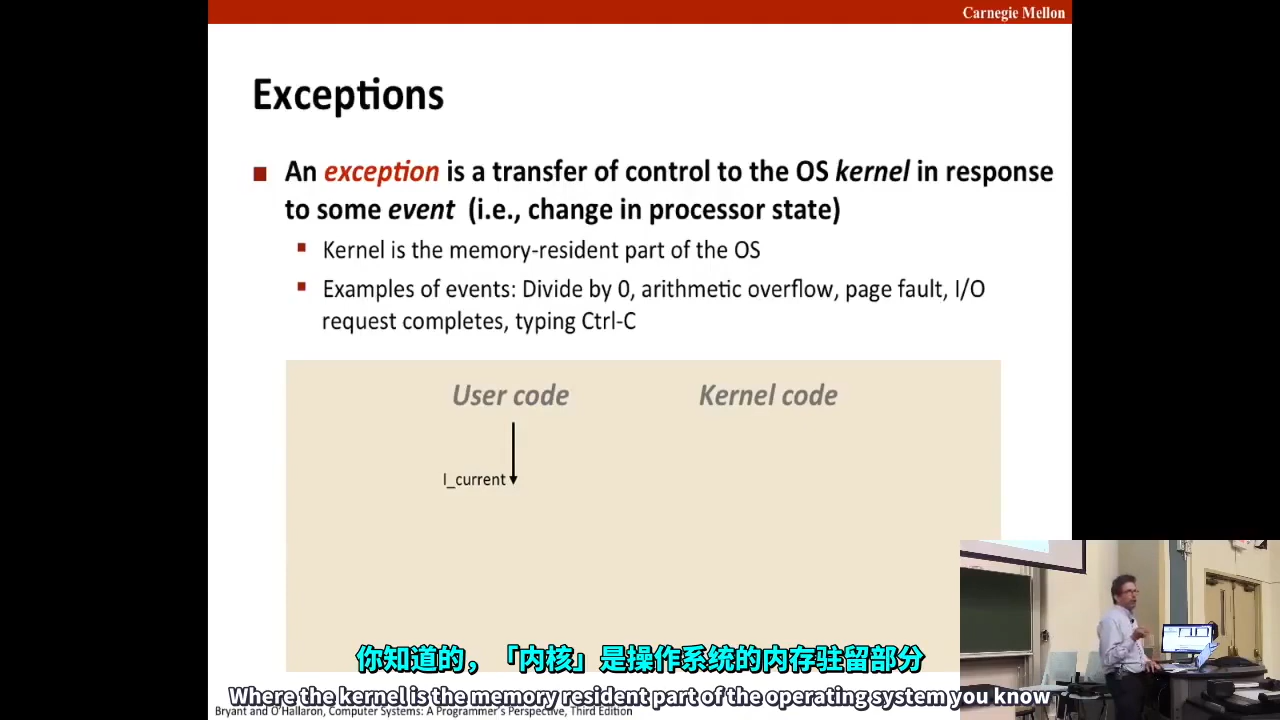 Carnegie Mellon
Exceptions
An exception is a transfer of control to the OS kernel in response
to some event (i.e., change in processor state)
Kernel is the memory-resident part of the OS
Examples of events: Divide by 0, arithmetic overflow, page fault, I/O
request completes, typing Ctrl-C
User code
Kernel code
I_current
你知道的，「内核」是操作系统的内存驻留部分
Where the kernel is the memory resident part of the operating system you know
Bryant and O'Hallaron, Computer Systems: A Programmer's Perspective, Third Edition